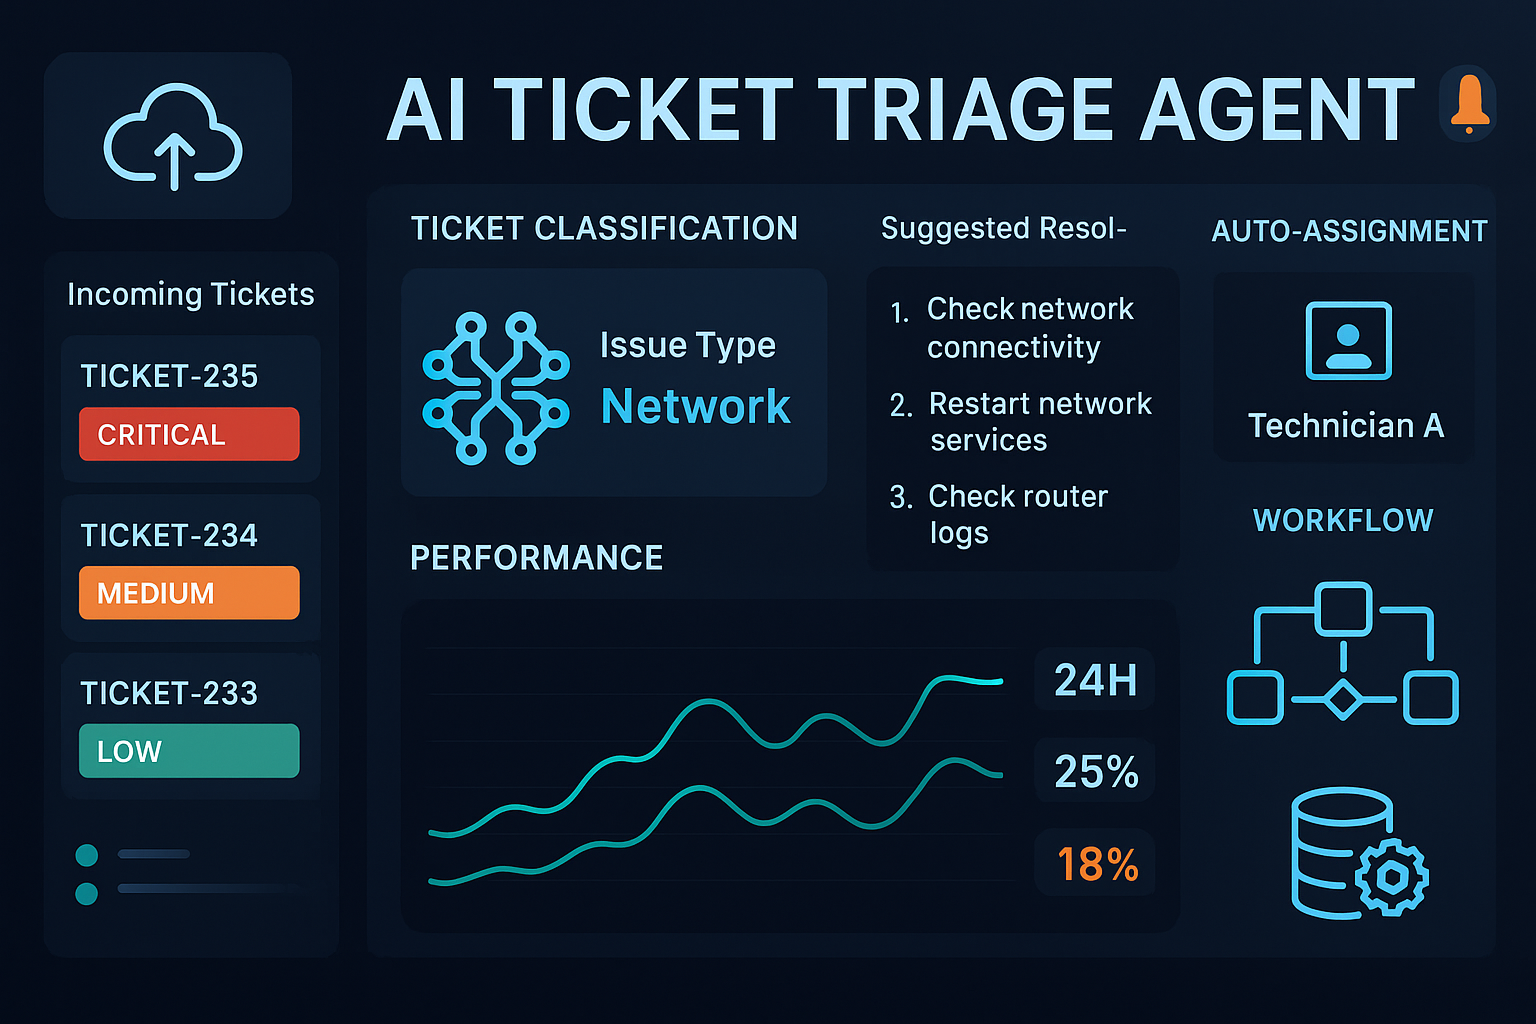 AI TICKET TRIAGE AGENT
Incoming Tickets
TICKET-235
CRITICAL
TICKET-234
MEDIUM
TICKET-233
LOW
TICKET CLASSIFICATION
Issue Type
Network
Suggested Resol-
1. Check network
connectivity
2. Restart network
services
3. Check router
logs
AUTO-ASSIGNMENT
Technician A
WORKFLOW
PERFORMANCE
24H
25%
18%